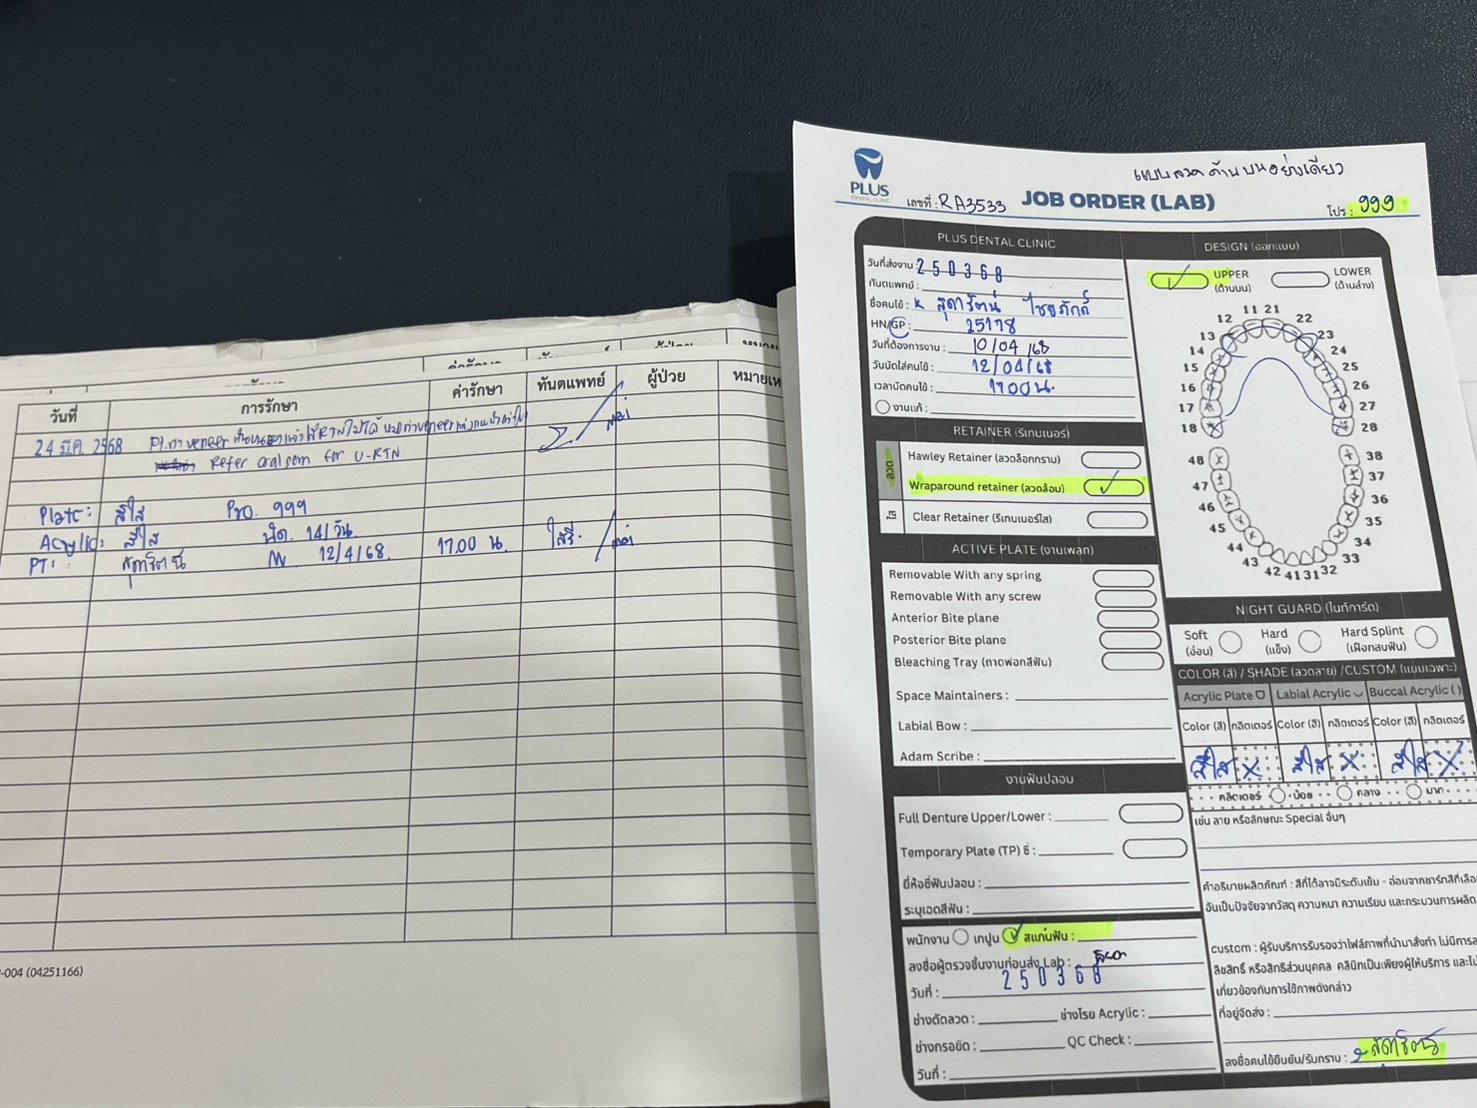 วันที่ การรักษา ค่ารักษา ทันตแพทย์ ผู้ป่วย หมายเห
24 มี.ค. 2568
Refer oral scan for U-RTN
Plate: สีใส Pro. 999
Acrylic: สีใส นัด. 14/วัน
PT: สุดารัตน์ 12/4/68. 17.00 น.
-004 (04251166)
แบบลวด ด้านบนอย่างเดียว
PLUS
DENTAL CLINIC
เลขที่ : RA3533 JOB ORDER (LAB) โปร : 999
PLUS DENTAL CLINIC
วันที่ส่งงาน : 250368
ทันตแพทย์ :
ชื่อคนไข้ : K สุดารัตน์ ไชยภักดิ์
HN/GP : 25178
วันที่ต้องการงาน : 10/04/68
วันนัดใส่คนไข้ : 12/04/68
เวลานัดคนไข้ : 17.00 น.
งานแก้ :
RETAINER (รีเทนเนอร์)
ลวด
Hawley Retainer (ลวดล็อกกราม)
Wraparound retainer (ลวดล้อม)
ใส
Clear Retainer (รีเทนเนอร์ใส)
ACTIVE PLATE (งานเพลท)
Removable With any spring
Removable With any screw
Anterior Bite plane
Posterior Bite plane
Bleaching Tray (ถาดฟอกสีฟัน)
Space Maintainers :
Labial Bow :
Adam Scribe :
งานฟันปลอม
Full Denture Upper/Lower :
Temporary Plate (TP) ซี่ :
ยี่ห้อซี่ฟันปลอม :
ระบุเฉดสีฟัน :
พนักงาน เทปูน สแกนฟัน :
ลงชื่อผู้ตรวจชิ้นงานก่อนส่ง Lab :
วันที่ : 250368
ช่างดัดลวด : ช่างโรย Acrylic :
ช่างกรอขัด : QC Check :
วันที่ :
DESIGN (ออกแบบ)
UPPER LOWER
(ด้านบน) (ด้านล่าง)
11 21
12 22
13 23
14 24
15 25
16 26
17 27
18 28
48 38
47 37
46 36
45 35
44 34
43 33
42 41 31 32
NIGHT GUARD (ไนท์การ์ด)
Soft Hard Hard Splint
(อ่อน) (แข็ง) (เฝือกสบฟัน)
COLOR (สี) / SHADE (ลวดลาย) /CUSTOM (แบบเฉพาะ)
Acrylic Plate Labial Acrylic Buccal Acrylic ( )
Color (สี) กลิตเตอร์ Color (สี) กลิตเตอร์ Color (สี) กลิตเตอร์
สีใส X สีใส X สีใส X
กลิตเตอร์ น้อย กลาง มาก
เช่น ลาย หรือลักษณะ Special อื่นๆ
คำอธิบายผลิตภัณฑ์ : สีที่ได้อาจมีระดับเข้ม - อ่อนจากชาร์ทสีที่เลือ
อันเป็นปัจจัยจากวัสดุ ความหนา ความเรียบ และกระบวนการผลิต
custom : ผู้รับบริการรับรองว่าไฟล์ภาพที่นำมาสั่งทำ ไม่มีการล
ลิขสิทธิ์ หรือสิทธิส่วนบุคคล คลินิกเป็นเพียงผู้ให้บริการ และไม่
เกี่ยวข้องกับการใช้ภาพดังกล่าว
ที่อยู่จัดส่ง :
ลงชื่อคนไข้ยืนยัน/รับทราบ : สุดารัตน์